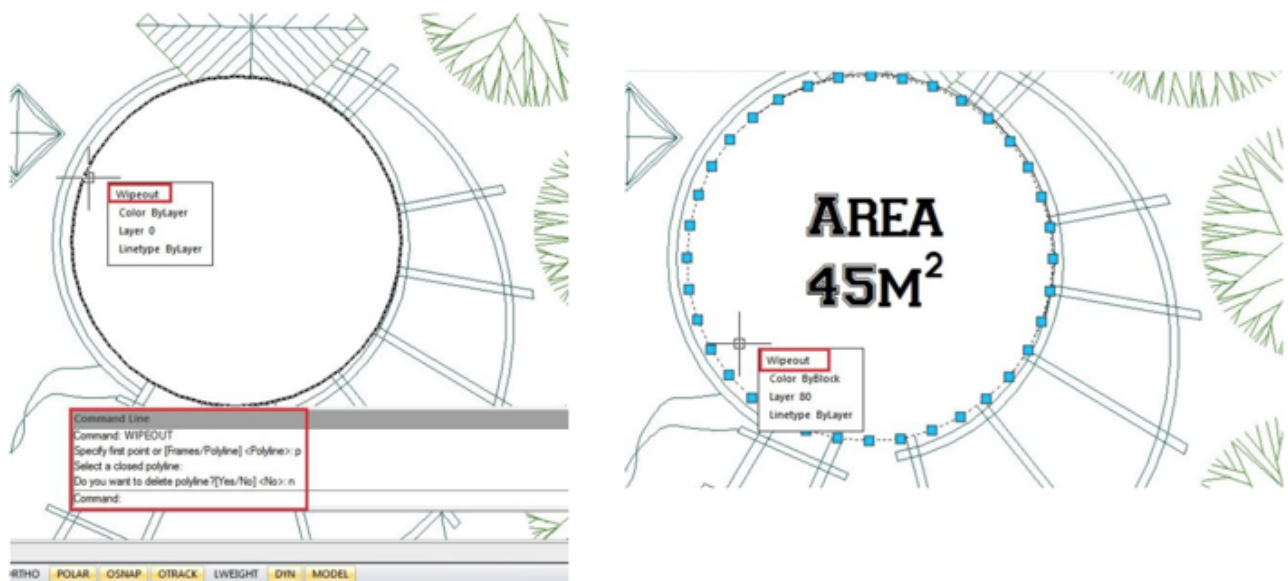 Wipeout
Color ByLayer
Layer 0
Linetype ByLayer
Command Line
Command: WIPEOUT
Specify first point or [Frames/Polyline] <Polyline>: p
Select a closed polyline:
Do you want to delete polyline?[Yes/No] <No>: n
Command:
RTHO POLAR OSNAP OTRACK LWEIGHT DYN MODEL
AREA
45M²
Wipeout
Color ByBlock
Layer 80
Linetype ByLayer